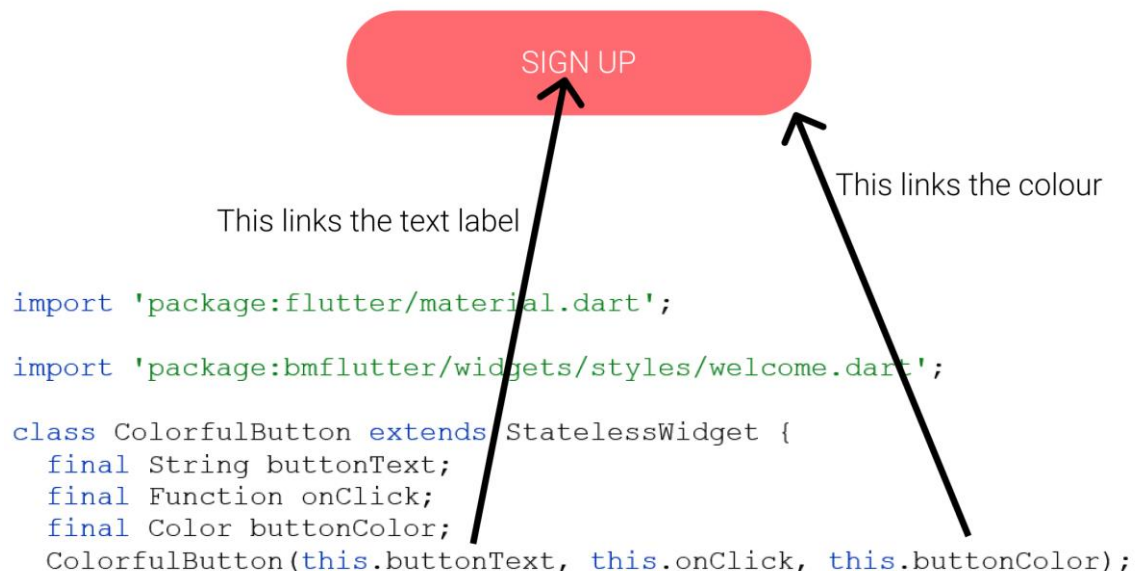 SIGN UP
This links the colour
This links the text label
import 'package:flutter/material.dart';
import 'package:bmflutter/widgets/styles/welcome.dart';
class ColorfulButton extends StatelessWidget {
  final String buttonText;
  final Function onClick;
  final Color buttonColor;
  ColorfulButton(this.buttonText, this.onClick, this.buttonColor);